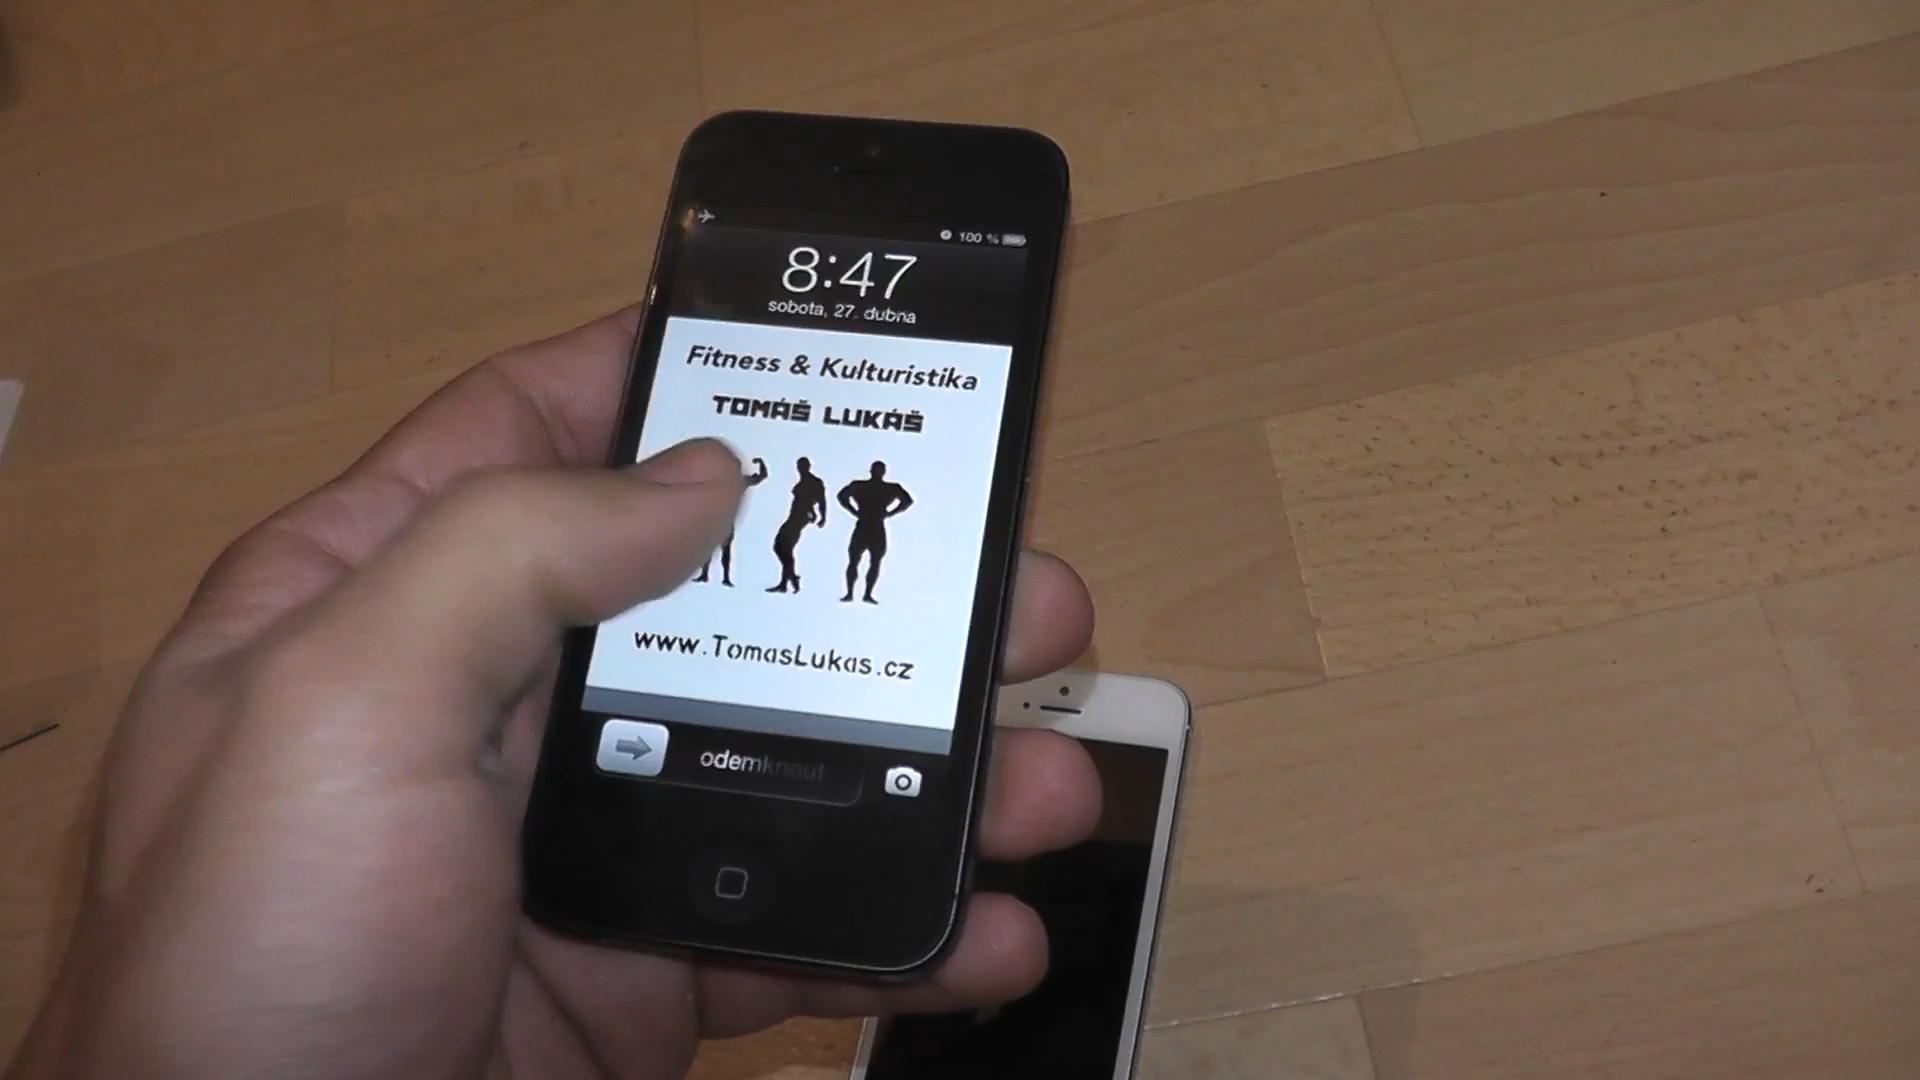 100 %
8:47
sobota, 27. dubna
Fitness & Kulturistika
TOMÁŠ LUKÁŠ
www.TomasLukas.cz
odemknout